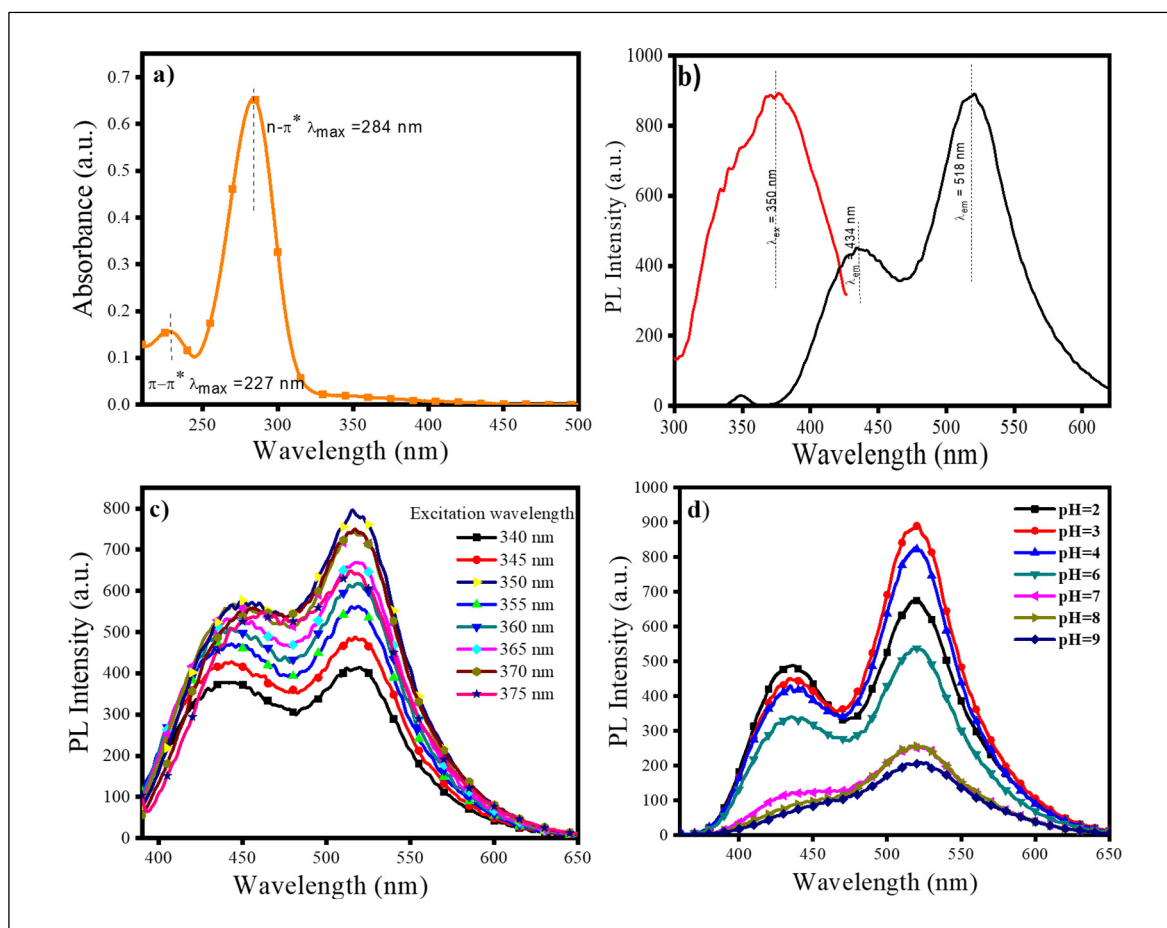 a)
0.7
0.6
0.5
0.4
0.3
0.2
0.1
0.0
Absorbance (a.u.)
n-π* λmax =284 nm
π−π* λmax =227 nm
250 300 350 400 450 500
Wavelength (nm)
b)
1000
800
600
400
200
0
PL Intensity (a.u.)
λex = 350 nm
λem = 434 nm
λem = 518 nm
300 350 400 450 500 550 600
Wavelength (nm)
c)
800
700
600
500
400
300
200
100
0
PL Intensity (a.u.)
Excitation wavelength
340 nm
345 nm
350 nm
355 nm
360 nm
365 nm
370 nm
375 nm
400 450 500 550 600 650
Wavelength (nm)
d)
1000
900
800
700
600
500
400
300
200
100
0
PL Intensity (a.u.)
pH=2
pH=3
pH=4
pH=6
pH=7
pH=8
pH=9
400 450 500 550 600 650
Wavelength (nm)